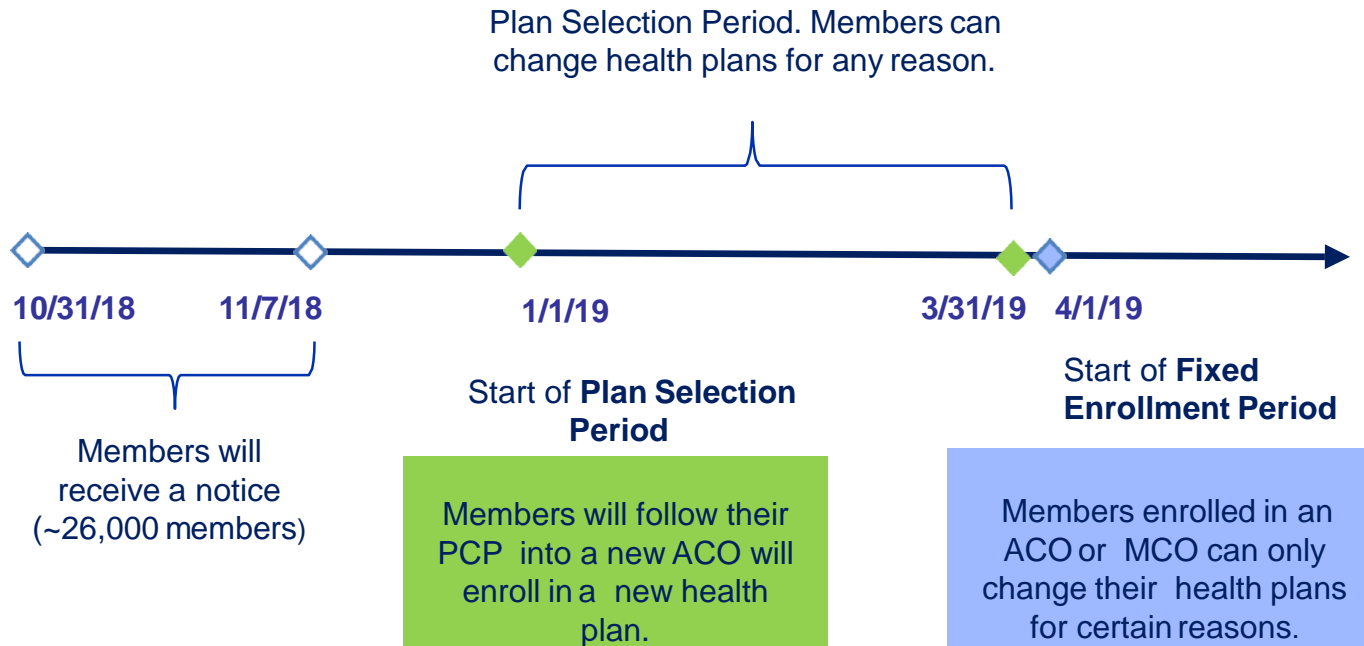 Plan Selection Period. Members can
change health plans for any reason.
10/31/18
11/7/18
1/1/19
3/31/19
4/1/19
Members will
receive a notice
(~26,000 members)
Start of Plan Selection
Period
Members will follow their
PCP into a new ACO will
enroll in a new health
plan.
Start of Fixed
Enrollment Period
Members enrolled in an
ACO or MCO can only
change their health plans
for certain reasons.